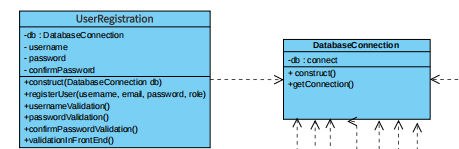 UserRegistration
-db : DatabaseConnection
- username
- password
- confirmPassword
+construct(DatabaseConnection db)
+registerUser(username, email, password, role)
+usernameValidation()
+passwordValidation()
+confirmPasswordValidation()
+validationInFrontEnd()
DatabaseConnection
-db : connect
+ construct()
+getConnection()